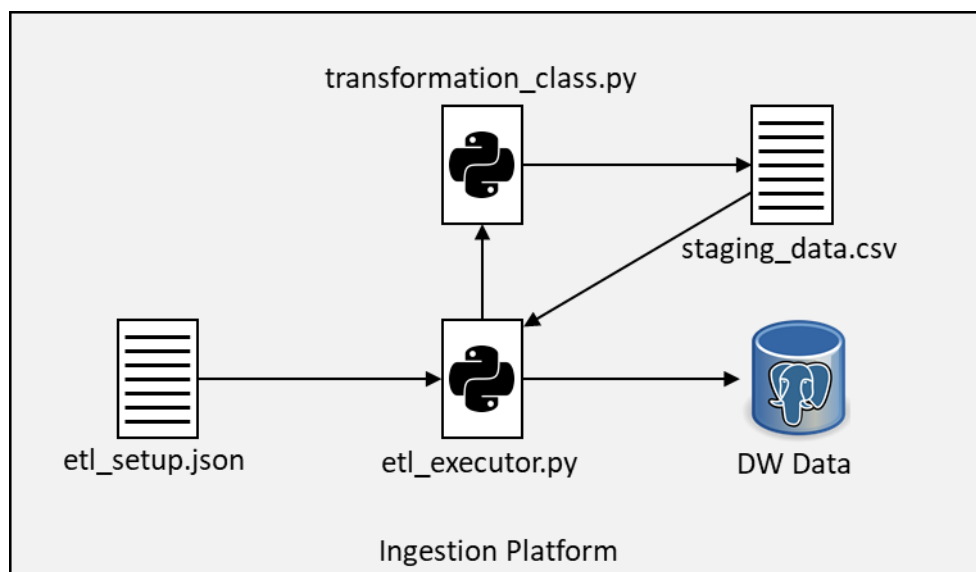 transformation_class.py
staging_data.csv
etl_setup.json
etl_executor.py
DW Data
Ingestion Platform